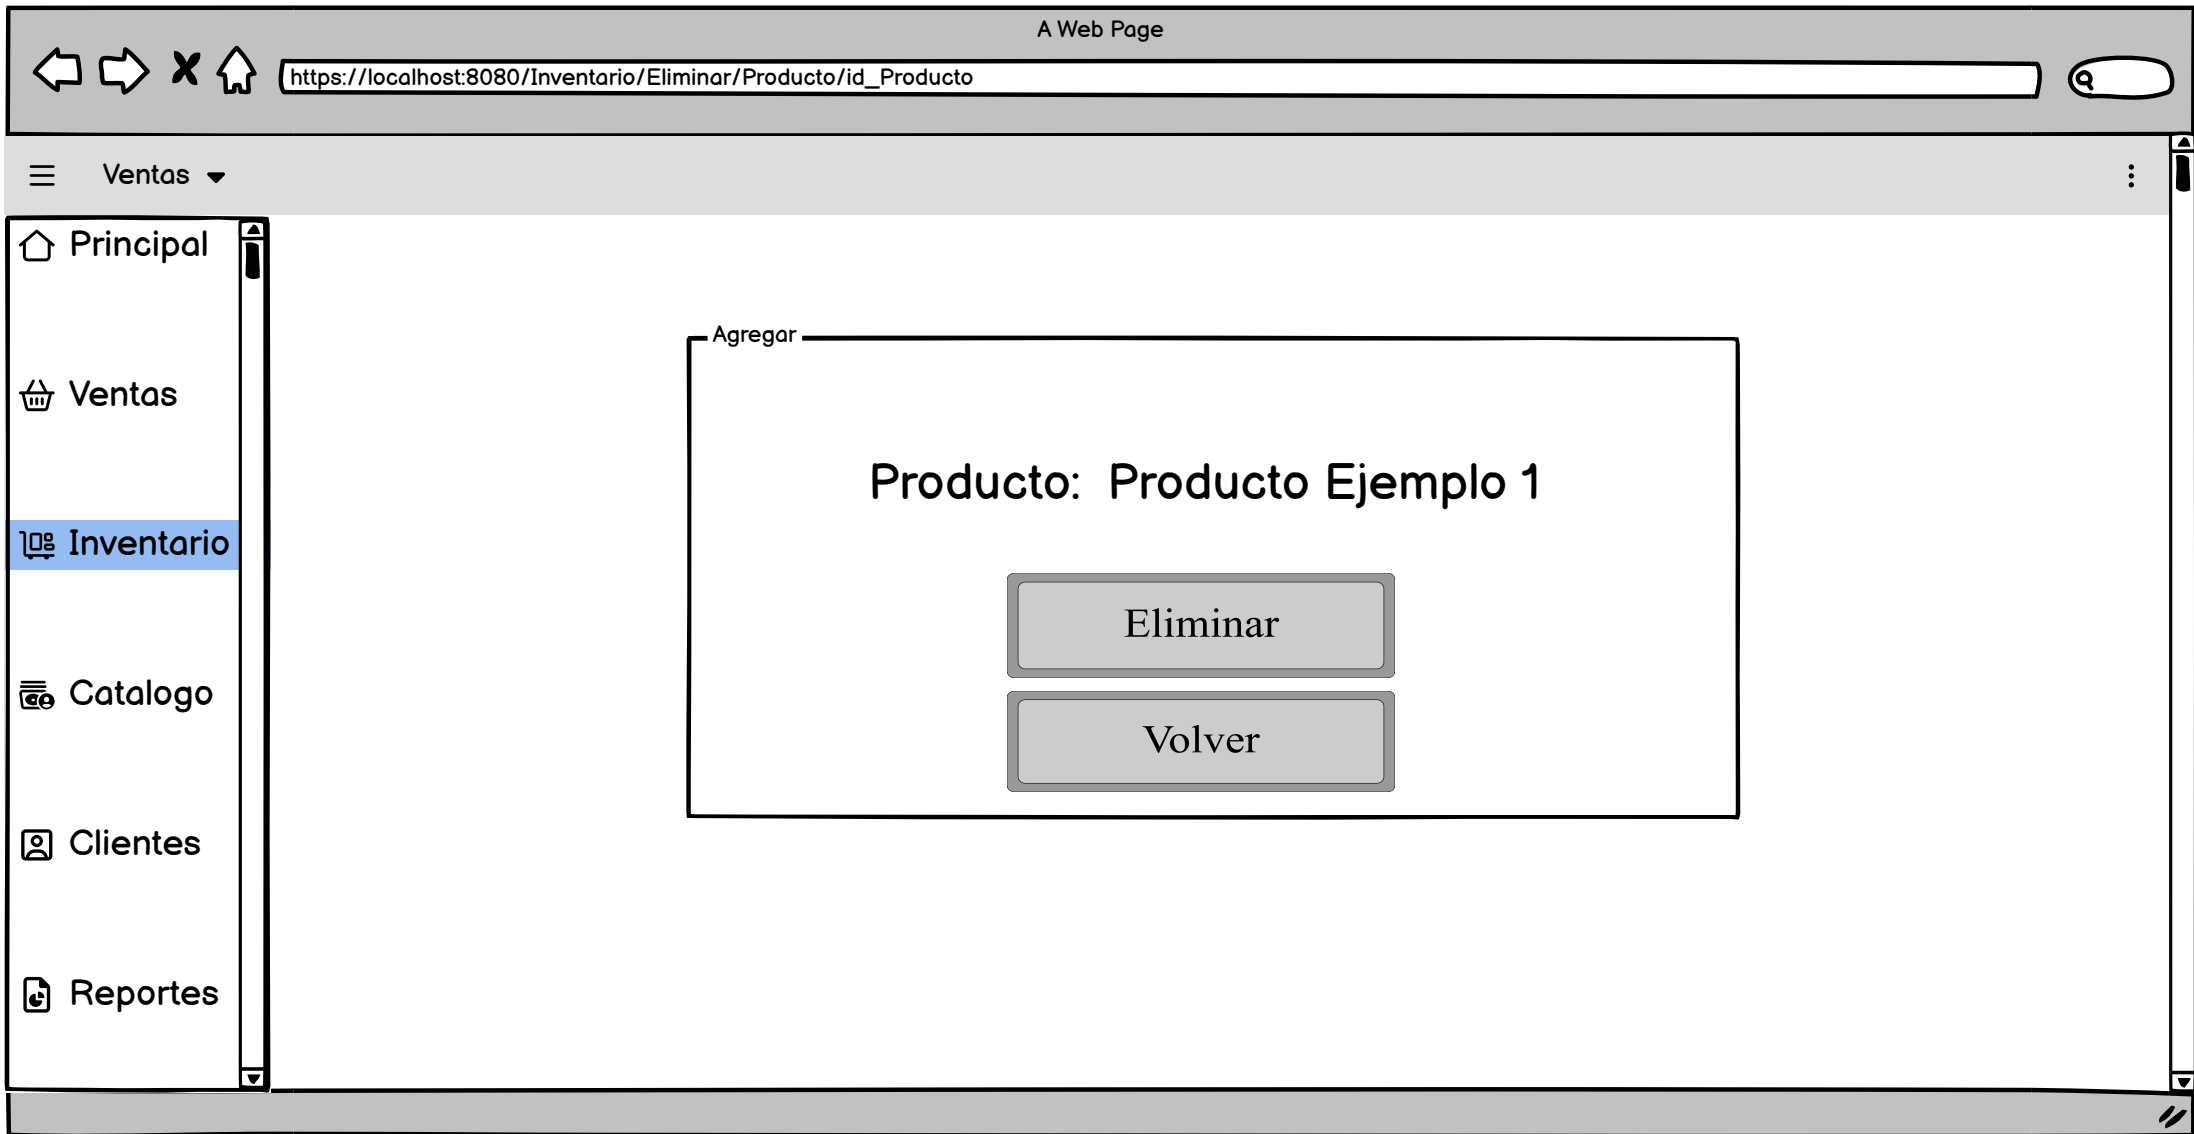 A Web Page
https://localhost:8080/Inventario/Eliminar/Producto/id_Producto
Ventas
Principal
Ventas
Inventario
Catalogo
Clientes
Reportes
Agregar
Producto: Producto Ejemplo 1
Eliminar
Volver